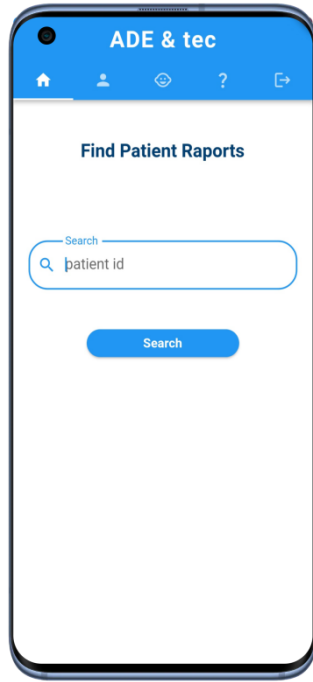 ADE & tec
?
Find Patient Raports
Search
patient id
Search